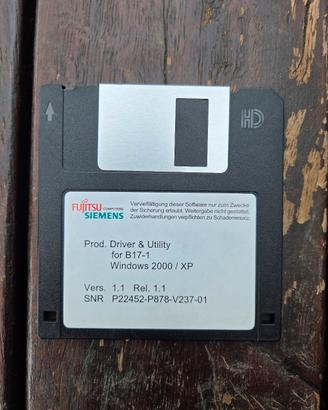 HD
FUJITSU COMPUTERS
SIEMENS
Vervielfältigung dieser Software nur zum Zwecke
der Sicherung erlaubt. Weitergabe nicht gestattet.
Zuwiderhandlungen verpflichten zu Schadenersatz.
Prod. Driver & Utility
for B17-1
Windows 2000 / XP
Vers. 1.1 Rel. 1.1
SNR P22452-P878-V237-01